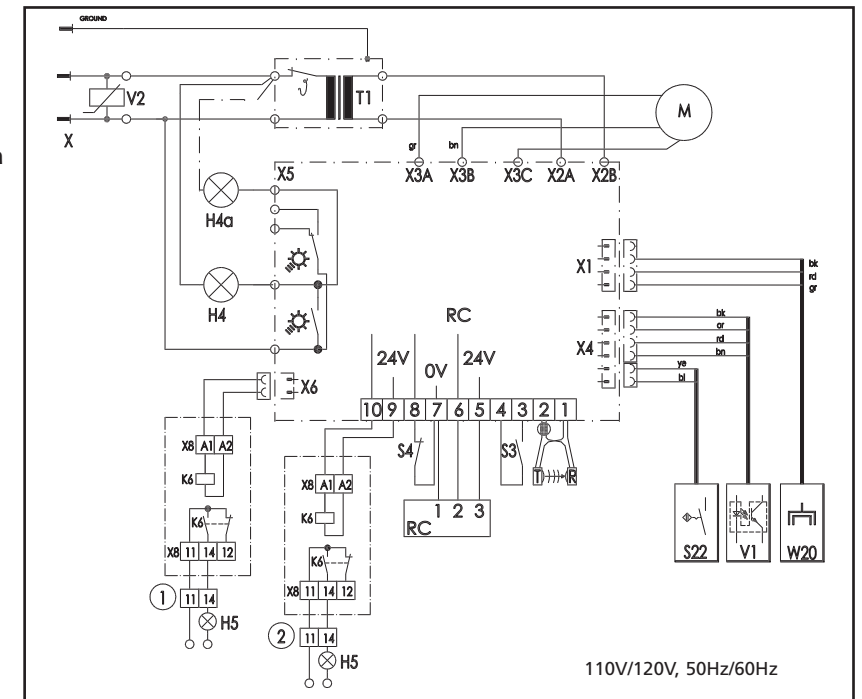 GROUND
V2
T1
M
X
gr bn
X5
X3A X3B X3C X2A X2B
H4a
X1
bk
rd
gr
H4
RC
bk
or
X4
rd
bn
24V 24V
0V
ye
bl
X6
10 9 8 7 6 5 4 3 2 1
X8 A1 A2
S4 S3
K6
X8 A1 A2
T R
1 2 3
RC
K6
K6
S22 V1 W20
X8 11 14 12
K6
X8 11 14 12
1 11 14
H5
2 11 14
H5
110V/120V, 50Hz/60Hz